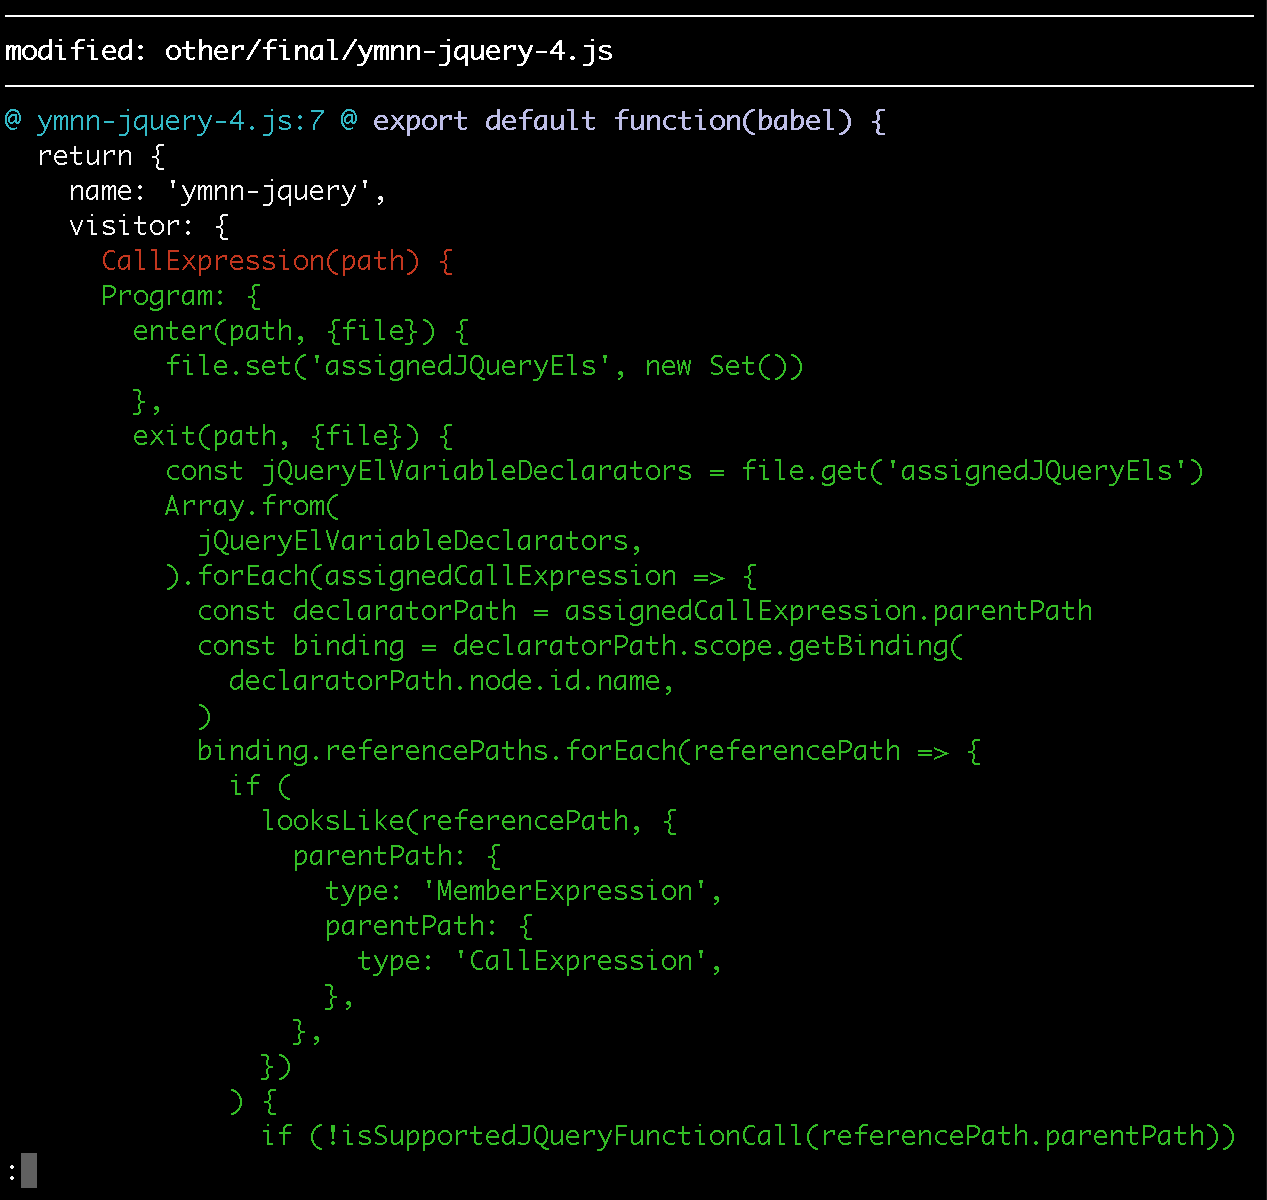 modified: other/final/ymnn-jquery-4.js
@ ymnn-jquery-4.js:7 @ export default function(babel) {
  return {
    name: 'ymnn-jquery',
    visitor: {
      CallExpression(path) {
      Program: {
        enter(path, {file}) {
          file.set('assignedJQueryEls', new Set())
        },
        exit(path, {file}) {
          const jQueryElVariableDeclarators = file.get('assignedJQueryEls')
          Array.from(
            jQueryElVariableDeclarators,
          ).forEach(assignedCallExpression => {
            const declaratorPath = assignedCallExpression.parentPath
            const binding = declaratorPath.scope.getBinding(
              declaratorPath.node.id.name,
            )
            binding.referencePaths.forEach(referencePath => {
              if (
                looksLike(referencePath, {
                  parentPath: {
                    type: 'MemberExpression',
                    parentPath: {
                      type: 'CallExpression',
                    },
                  },
                })
              ) {
                if (!isSupportedJQueryFunctionCall(referencePath.parentPath))
: